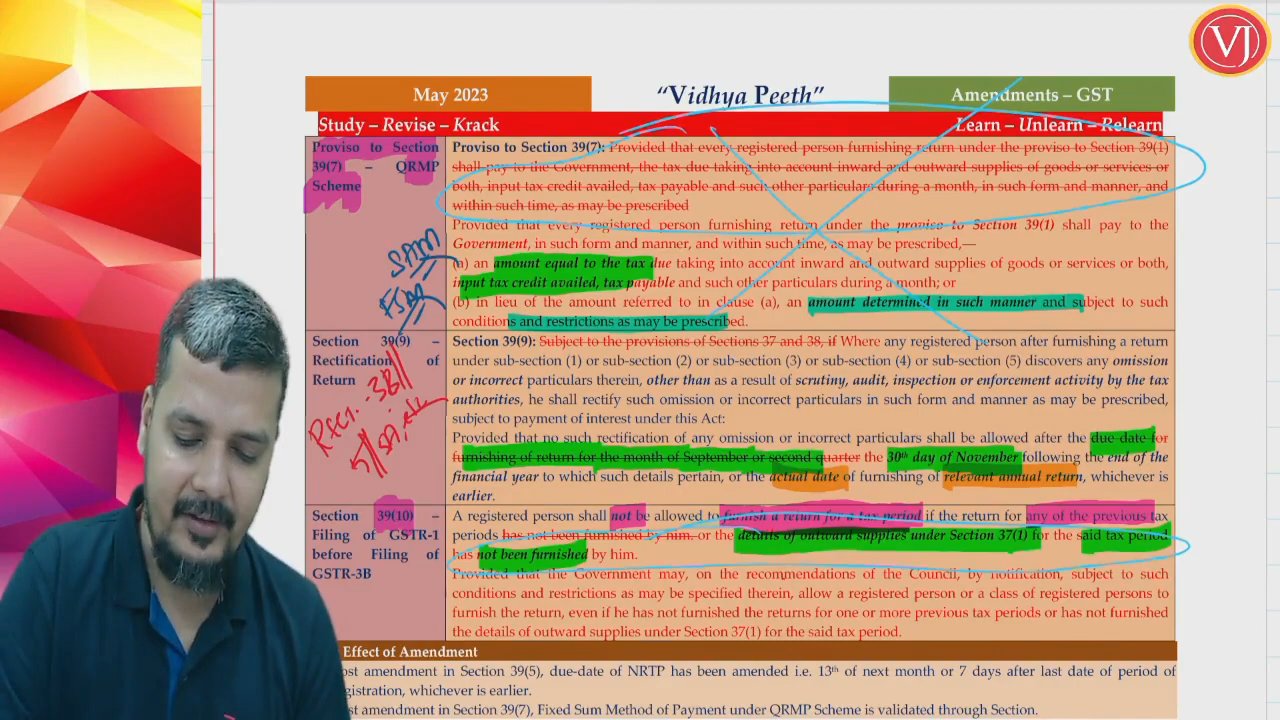 VJ
May 2023
“Vidhya Peeth”
Amendments – GST
Study – Revise – Krack
Learn – Unlearn – Relearn
Proviso to Section
39(7) – QRMP
Scheme
Proviso to Section 39(7): Provided that every registered person furnishing return under the proviso to Section 39(1)
shall pay to the Government, the tax due taking into account inward and outward supplies of goods or services or
both, input tax credit availed, tax payable and such other particulars during a month, in such form and manner, and
within such time, as may be prescribed
Provided that every registered person furnishing return under the proviso to Section 39(1) shall pay to the
Government, in such form and manner, and within such time, as may be prescribed,—
(a) an amount equal to the tax due taking into account inward and outward supplies of goods or services or both,
input tax credit availed, tax payable and such other particulars during a month; or
(b) in lieu of the amount referred to in clause (a), an amount determined in such manner and subject to such
conditions and restrictions as may be prescribed.
SAM
FSM
Section 39(9) –
Rectification of
Return
Rect. - 3B
Section 39(9): Subject to the provisions of Sections 37 and 38, if Where any registered person after furnishing a return
under sub-section (1) or sub-section (2) or sub-section (3) or sub-section (4) or sub-section (5) discovers any omission
or incorrect particulars therein, other than as a result of scrutiny, audit, inspection or enforcement activity by the tax
authorities, he shall rectify such omission or incorrect particulars in such form and manner as may be prescribed,
subject to payment of interest under this Act:
Provided that no such rectification of any omission or incorrect particulars shall be allowed after the due date for
furnishing of return for the month of September or second quarter the 30th day of November following the end of the
financial year to which such details pertain, or the actual date of furnishing of relevant annual return, whichever is
earlier.
Section 39(10) –
Filing of
GSTR-1
before Filing of
GSTR-3B
A registered person shall not be allowed to furnish a return for a tax period if the return for any of the previous tax
periods has not been furnished by him. or the details of outward supplies under Section 37(1) for the said tax period
has not been furnished by him.
Provided that the Government may, on the recommendations of the Council, by notification, subject to such
conditions and restrictions as may be specified therein, allow a registered person or a class of registered persons to
furnish the return, even if he has not furnished the returns for one or more previous tax periods or has not furnished
the details of outward supplies under Section 37(1) for the said tax period.
Effect of Amendment
amendment in Section 39(5), due-date of NRTP has been amended i.e. 13th of next month or 7 days after last date of period of
whichever is earlier.
amendment in Section 39(7), Fixed Sum Method of Payment under QRMP Scheme is validated through Section.